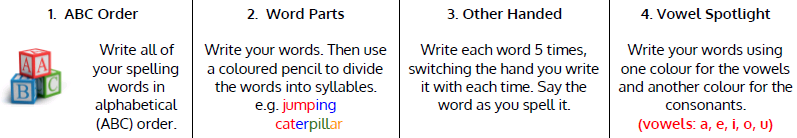 1. ABC Order
Write all of
your spelling
words in
alphabetical
(ABC) order.
A
A
B
C
2. Word Parts
Write your words. Then use
a coloured pencil to divide
the words into syllables.
e.g. jumping
caterpillar
3. Other Handed
Write each word 5 times,
switching the hand you write
it with each time. Say the
word as you spell it.
4. Vowel Spotlight
Write your words using
one colour for the vowels
and another colour for the
consonants.
(vowels: a, e, i, o, u)